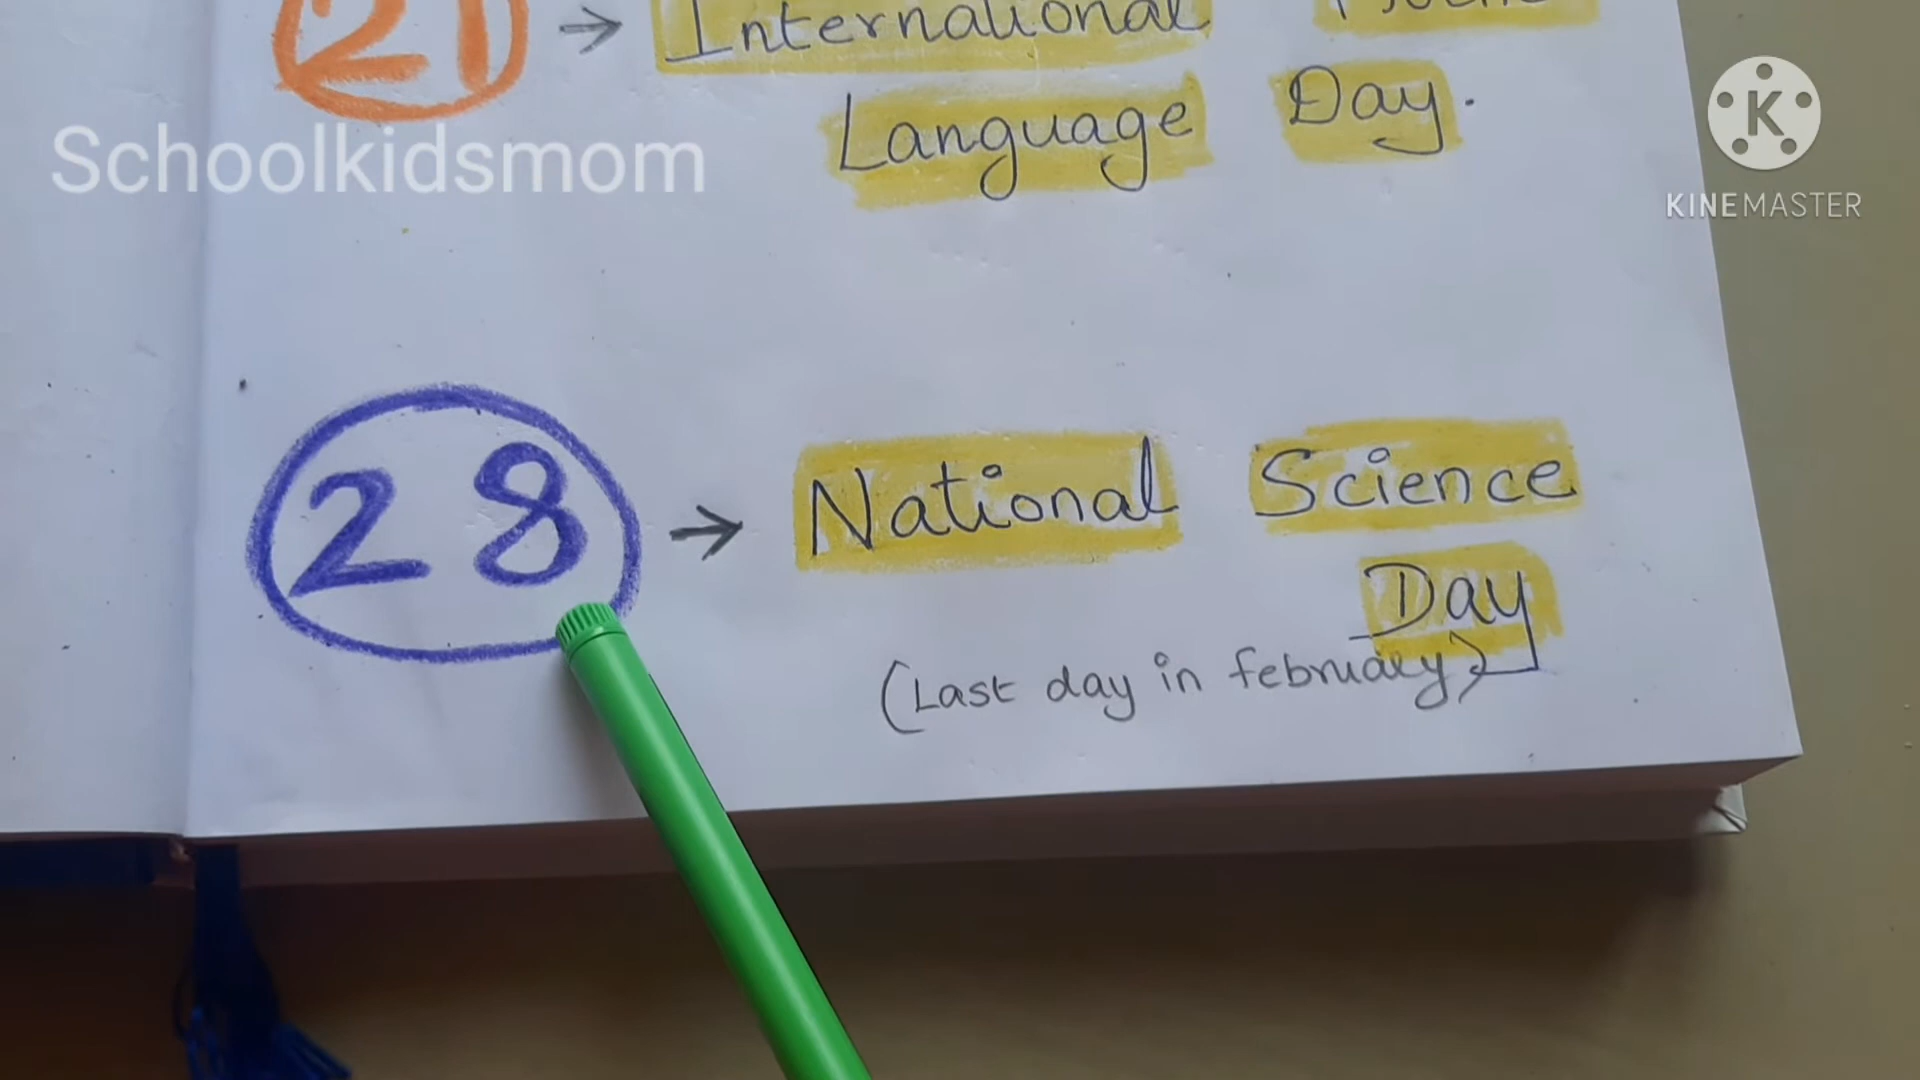 21 → International
Language Day.
Schoolkidsmom
K
KINEMASTER
28 → National Science
Day
(Last day in february)